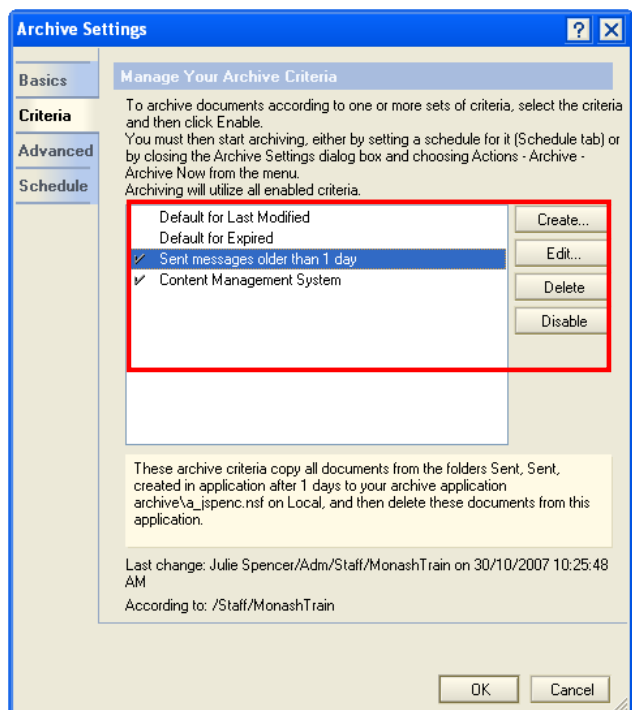 Archive Settings
Basics
Criteria
Advanced
Schedule
Manage Your Archive Criteria
To archive documents according to one or more sets of criteria, select the criteria
and then click Enable.
You must then start archiving, either by setting a schedule for it (Schedule tab) or
by closing the Archive Settings dialog box and choosing Actions - Archive -
Archive Now from the menu.
Archiving will utilize all enabled criteria.
Default for Last Modified
Default for Expired
Sent messages older than 1 day
Content Management System
Create...
Edit...
Delete
Disable
These archive criteria copy all documents from the folders Sent, Sent,
created in application after 1 days to your archive application
archive\a_jspenc.nsf on Local, and then delete these documents from this
application.
Last change: Julie Spencer/Adm/Staff/MonashTrain on 30/10/2007 10:25:48
AM
According to: /Staff/MonashTrain
OK
Cancel